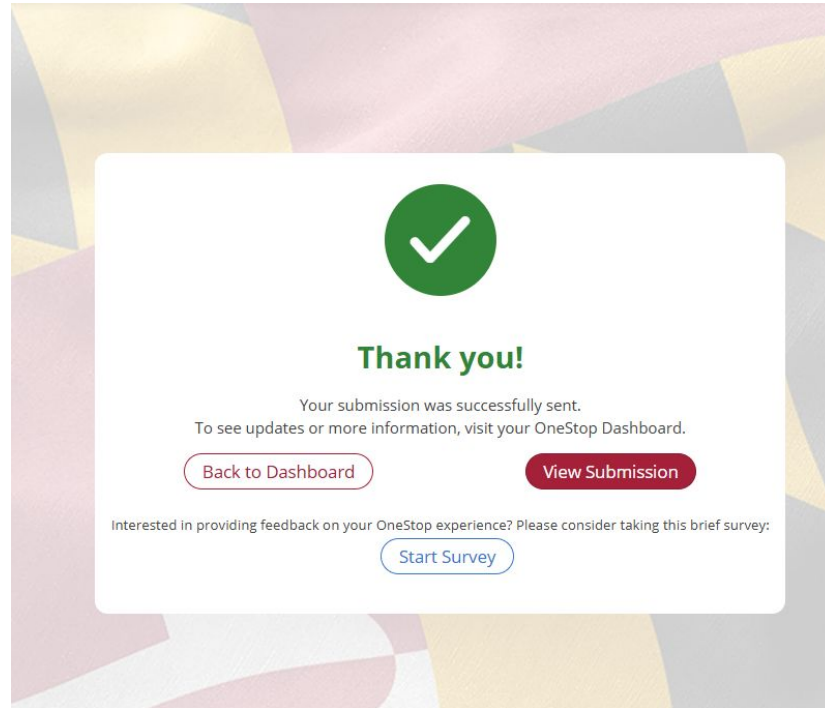 Thank you!
Your submission was successfully sent.
To see updates or more information, visit your OneStop Dashboard.
Back to Dashboard
View Submission
Interested in providing feedback on your OneStop experience? Please consider taking this brief survey:
Start Survey